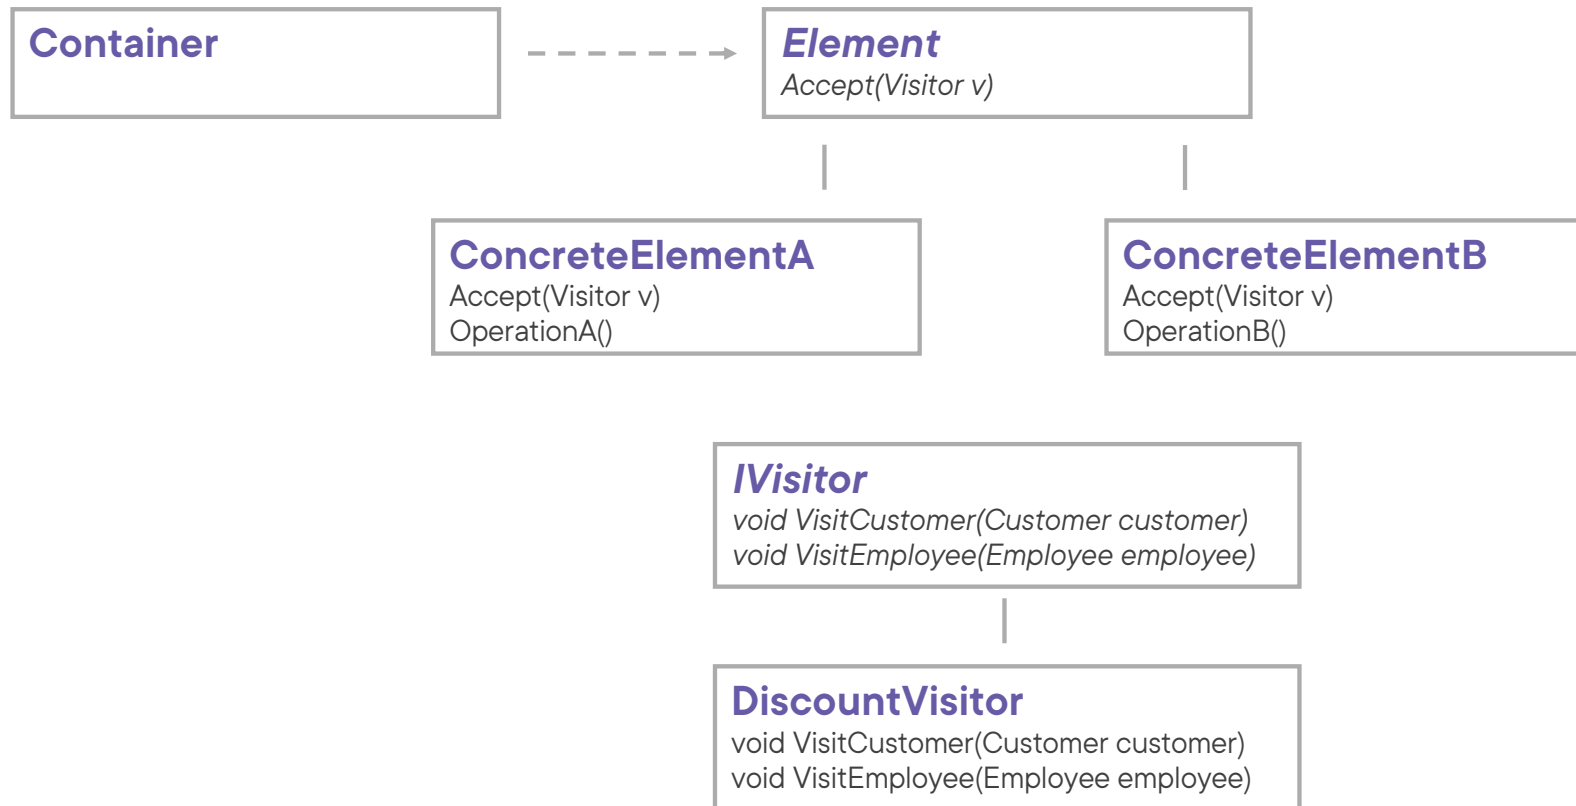 Container
Element
Accept(Visitor v)
ConcreteElementA
Accept(Visitor v)
OperationA()
ConcreteElementB
Accept(Visitor v)
OperationB()
IVisitor
void VisitCustomer(Customer customer)
void VisitEmployee(Employee employee)
DiscountVisitor
void VisitCustomer(Customer customer)
void VisitEmployee(Employee employee)